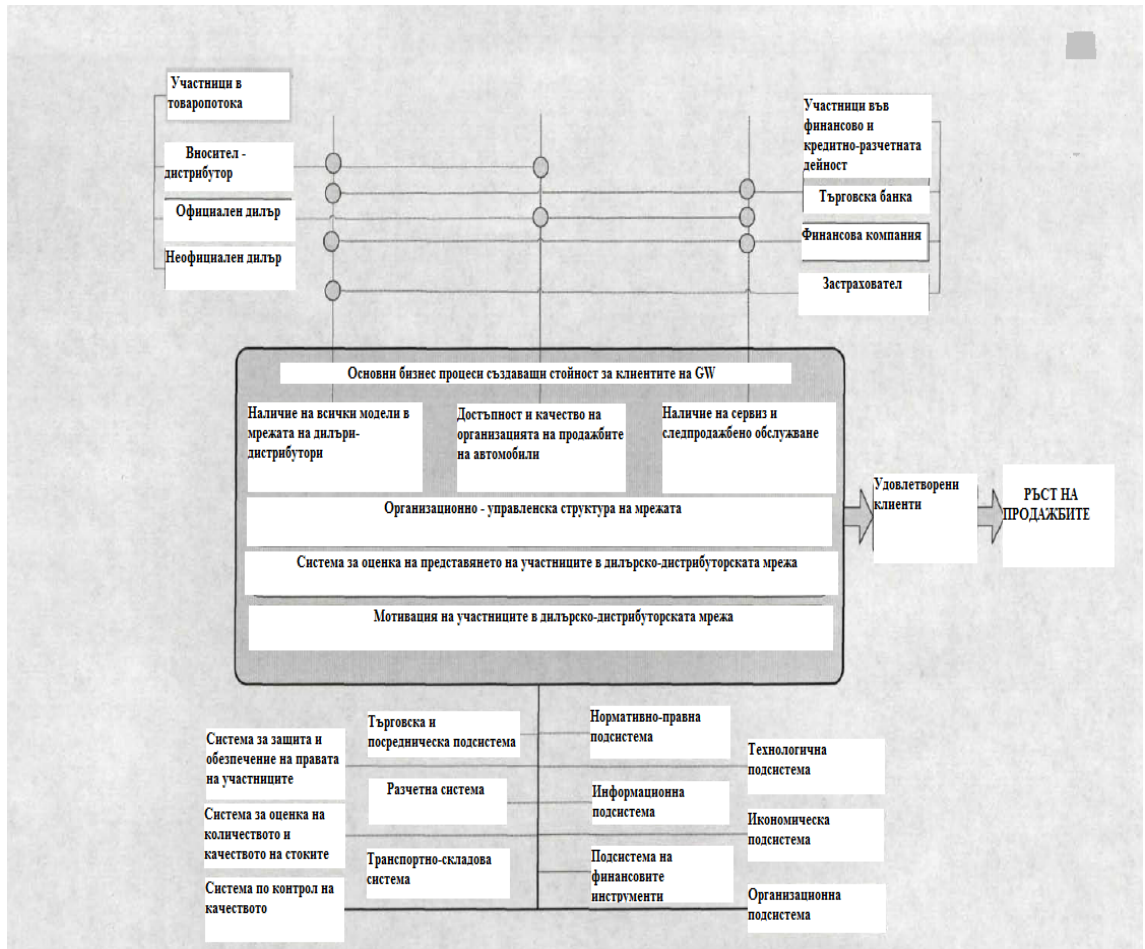 Участници в
товаропотока
Вносител -
дистрибутор
Официален дилър
Неофициален дилър
Участници във
финансово и
кредитно-разчетната
дейност
Търговска банка
Финансова компания
Застраховател
Основни бизнес процеси създаващи стойност за клиентите на GW
Наличие на всички модели в
мрежата на дилъри-
дистрибутори
Достъпност и качество на
организацията на продажбите
на автомобили
Наличие на сервиз и
следпродажбено обслужване
Организационно - управленска структура на мрежата
Система за оценка на представянето на участниците в дилърско-дистрибуторската мрежа
Мотивация на участниците в дилърско-дистрибуторската мрежа
Удовлетворени
клиенти
РЪСТ НА
ПРОДАЖБИТЕ
Система за защита и
обезпечение на правата
на участниците
Система за оценка на
количеството и
качеството на стоките
Система по контрол на
качеството
Търговска и
посредническа подсистема
Разчетна система
Транспортно-складова
система
Нормативно-правна
подсистема
Информационна
подсистема
Подсистема на
финансовите
инструменти
Технологична
подсистема
Икономическа
подсистема
Организационна
подсистема